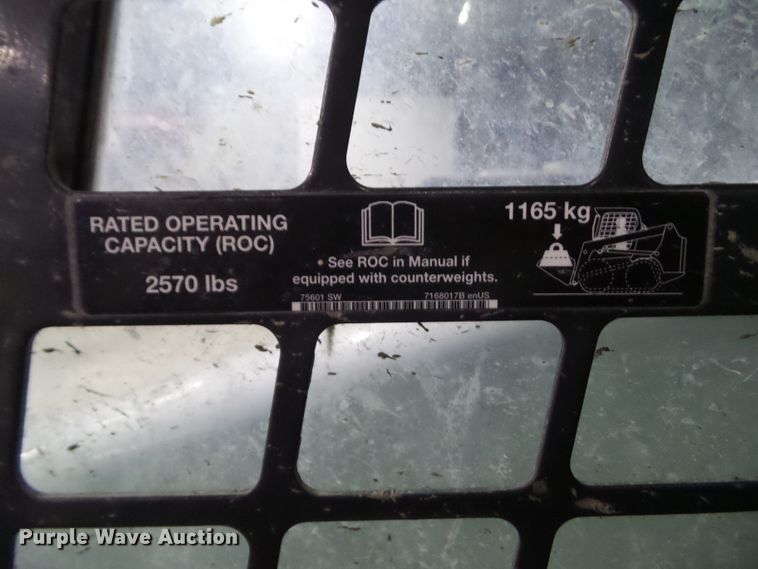 RATED OPERATING
CAPACITY (ROC)
2570 lbs
• See ROC in Manual if
equipped with counterweights.
75601 SW 7168017B enUS
1165 kg
Purple Wave Auction